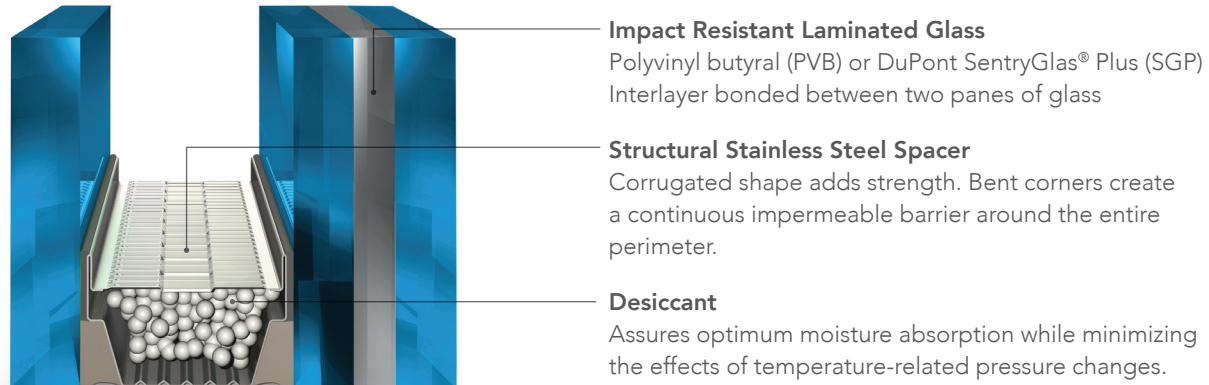 Impact Resistant Laminated Glass
Polyvinyl butyral (PVB) or DuPont SentryGlas® Plus (SGP)
Interlayer bonded between two panes of glass
Structural Stainless Steel Spacer
Corrugated shape adds strength. Bent corners create
a continuous impermeable barrier around the entire
perimeter.
Desiccant
Assures optimum moisture absorption while minimizing
the effects of temperature-related pressure changes.